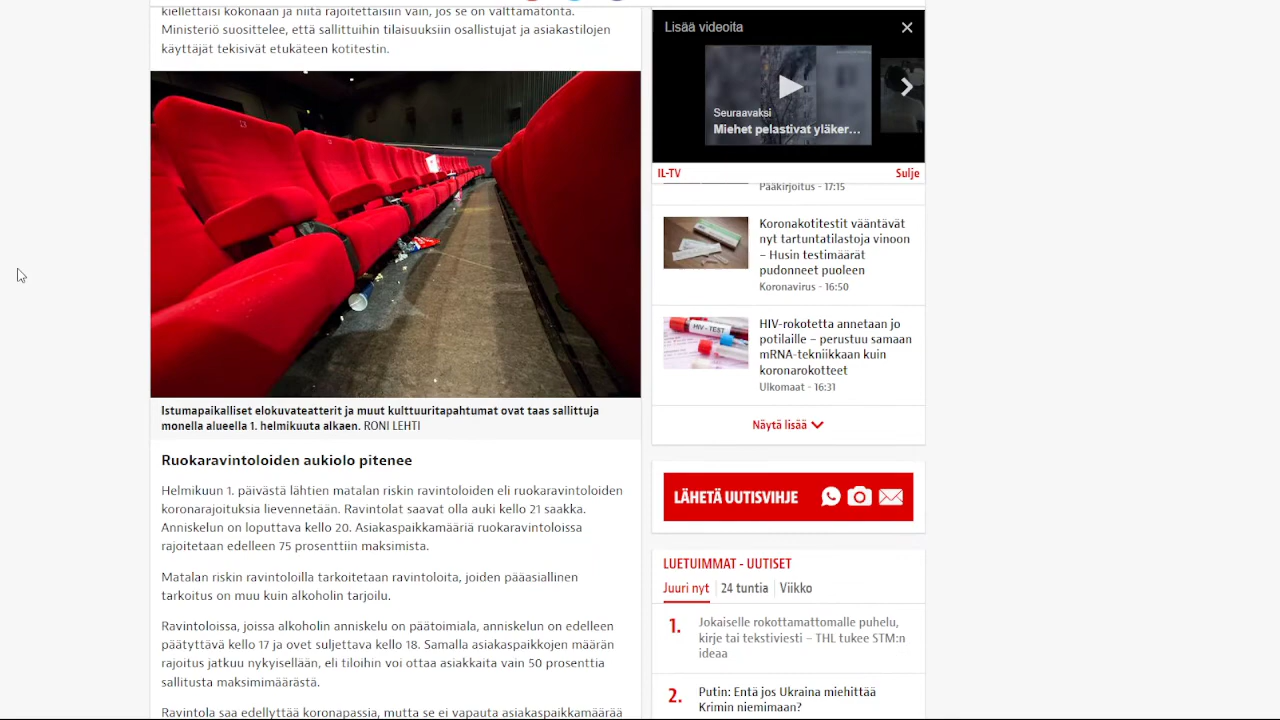 kiellettäisi kokonaan ja niitä rajoitettaisiin vain, jos se on välttämätöntä.
Ministeriö suosittelee, että sallittuihin tilaisuuksiin osallistujat ja asiakastilojen
käyttäjät tekisivät etukäteen kotitestin.
Istumapaikalliset elokuvateatterit ja muut kulttuuritapahtumat ovat taas sallittuja
monella alueella 1. helmikuuta alkaen. RONI LEHTI
Ruokaravintoloiden aukiolo pitenee
Helmikuun 1. päivästä lähtien matalan riskin ravintoloiden eli ruokaravintoloiden
koronarajoituksia lievennetään. Ravintolat saavat olla auki kello 21 saakka.
Anniskelun on loputtava kello 20. Asiakaspaikkamääriä ruokaravintoloissa
rajoitetaan edelleen 75 prosenttiin maksimista.
Matalan riskin ravintoloilla tarkoitetaan ravintoloita, joiden pääasiallinen
tarkoitus on muu kuin alkoholin tarjoilu.
Ravintoloissa, joissa alkoholin anniskelu on päätoimiala, anniskelun on edelleen
päätyttävä kello 17 ja ovet suljettava kello 18. Samalla asiakaspaikkojen määrän
rajoitus jatkuu nykyisellään, eli tiloihin voi ottaa asiakkaita vain 50 prosenttia
sallitusta maksimimäärästä.
Ravintola saa edellyttää koronapassia, mutta se ei vapauta asiakaspaikkamäärää
Lisää videoita
Seuraavaksi
Miehet pelastivat yläker...
IL-TV
Sulje
Pääkirjoitus - 17:15
Koronakotitestit vääntävät
nyt tartuntatilastoja vinoon
– Husin testimäärät
pudonneet puoleen
Koronavirus - 16:50
HIV - TEST
HIV-rokotetta annetaan jo
potilaille – perustuu samaan
mRNA-tekniikkaan kuin
koronarokotteet
Ulkomaat - 16:31
Näytä lisää
LÄHETÄ UUTISVIHJE
LUETUIMMAT - UUTISET
Juuri nyt
24 tuntia
Viikko
1. Jokaiselle rokottamattomalle puhelu,
kirje tai tekstiviesti – THL tukee STM:n
ideaa
2. Putin: Entä jos Ukraina miehittää
Krimin niemimaan?